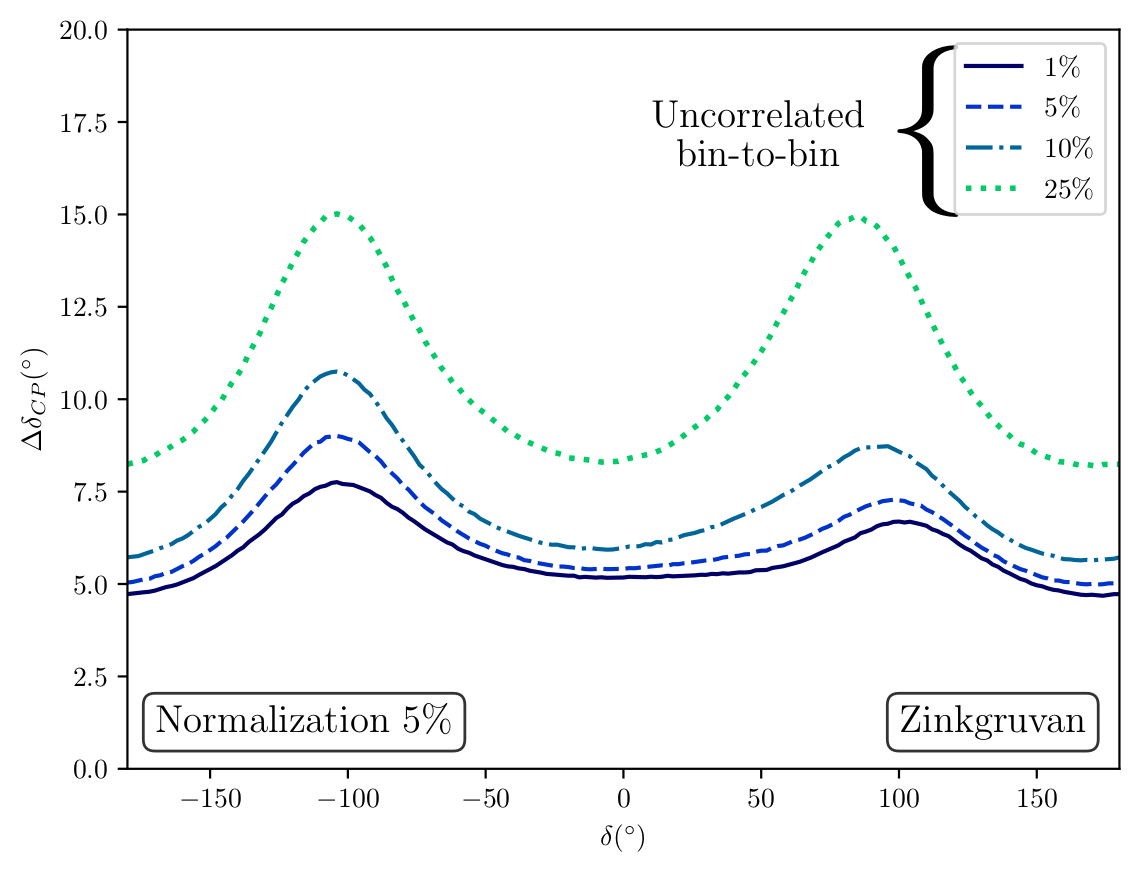 20.0
17.5
15.0
12.5
10.0
7.5
5.0
2.5
0.0
Δδ_CP(°)
Uncorrelated
bin-to-bin
1%
5%
10%
25%
Normalization 5%
Zinkgruvan
−150 −100 −50 0 50 100 150
δ(°)